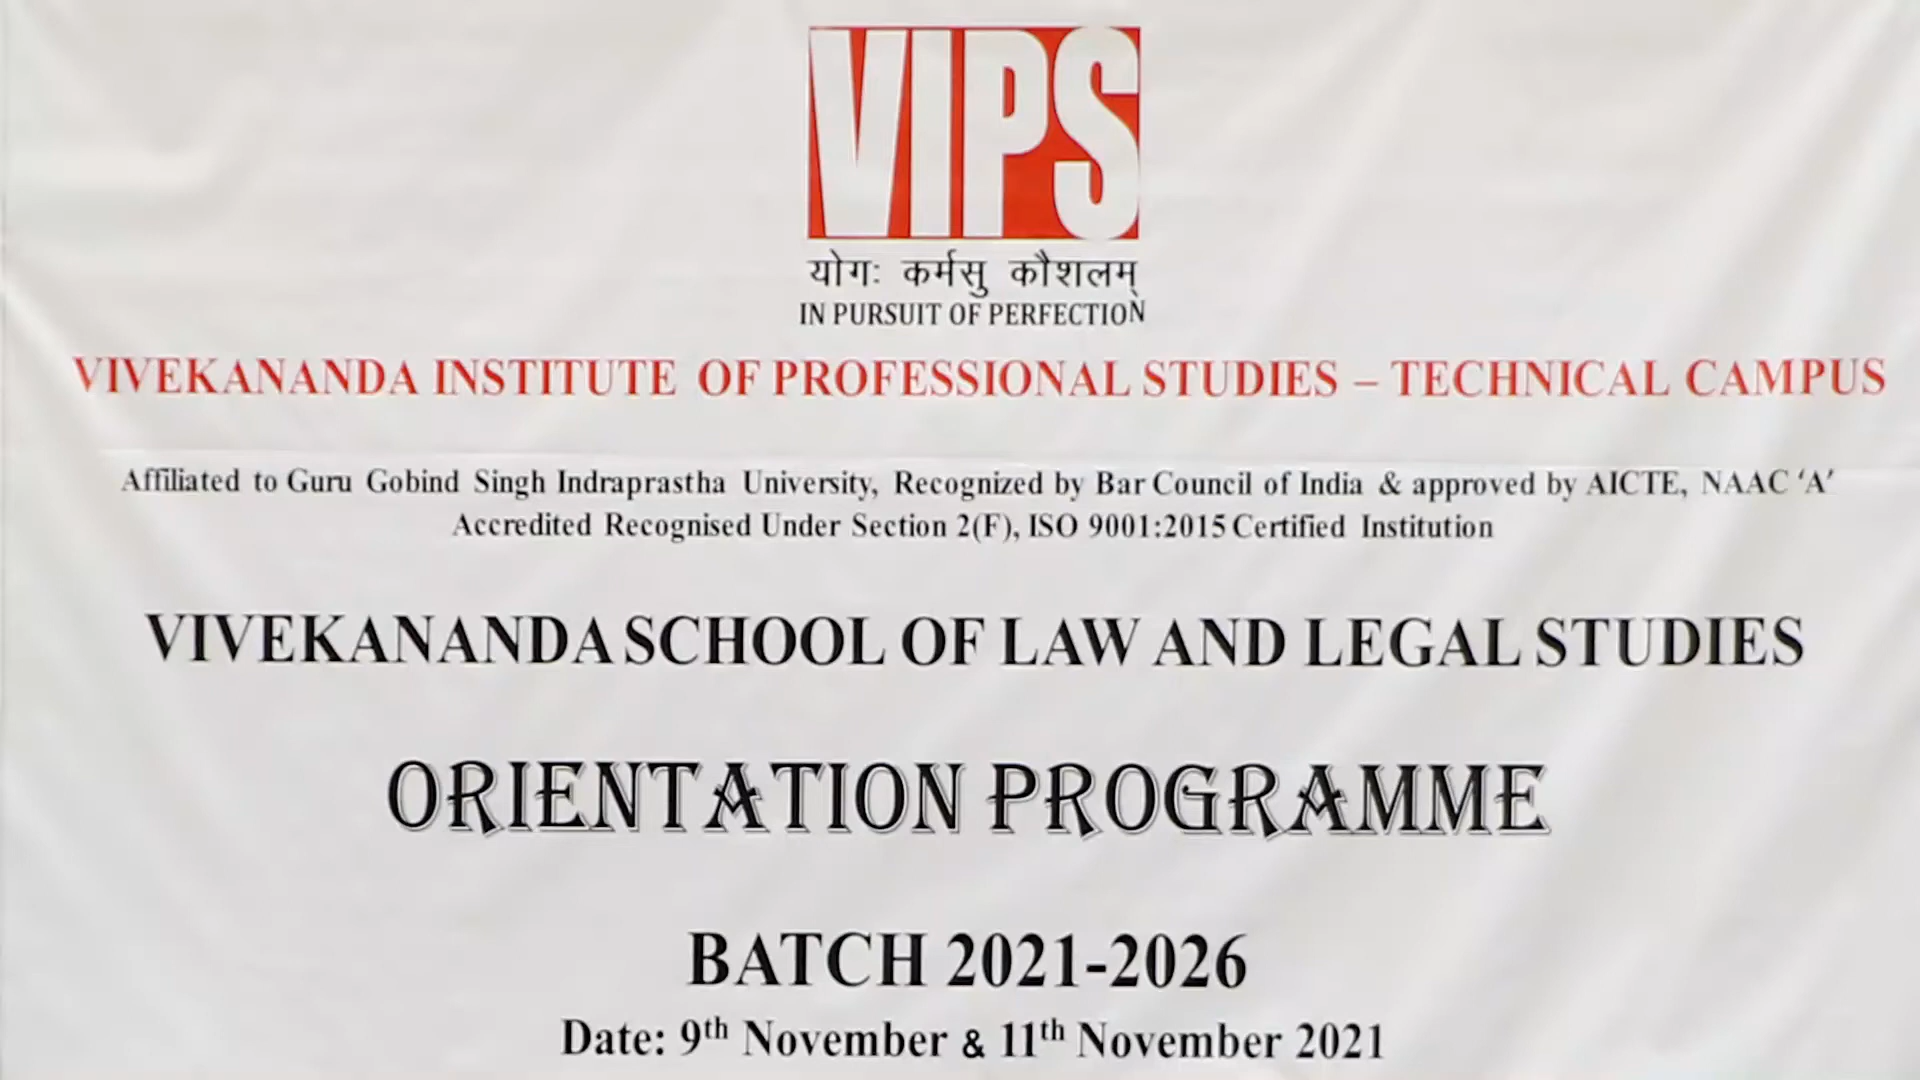 VIPS
योगः कर्मसु कौशलम्
IN PURSUIT OF PERFECTION
VIVEKANANDA INSTITUTE OF PROFESSIONAL STUDIES – TECHNICAL CAMPUS
Affiliated to Guru Gobind Singh Indraprastha University, Recognized by Bar Council of India & approved by AICTE, NAAC ‘A’
Accredited Recognised Under Section 2(F), ISO 9001:2015 Certified Institution
VIVEKANANDA SCHOOL OF LAW AND LEGAL STUDIES
ORIENTATION PROGRAMME
BATCH 2021-2026
Date: 9th November & 11th November 2021